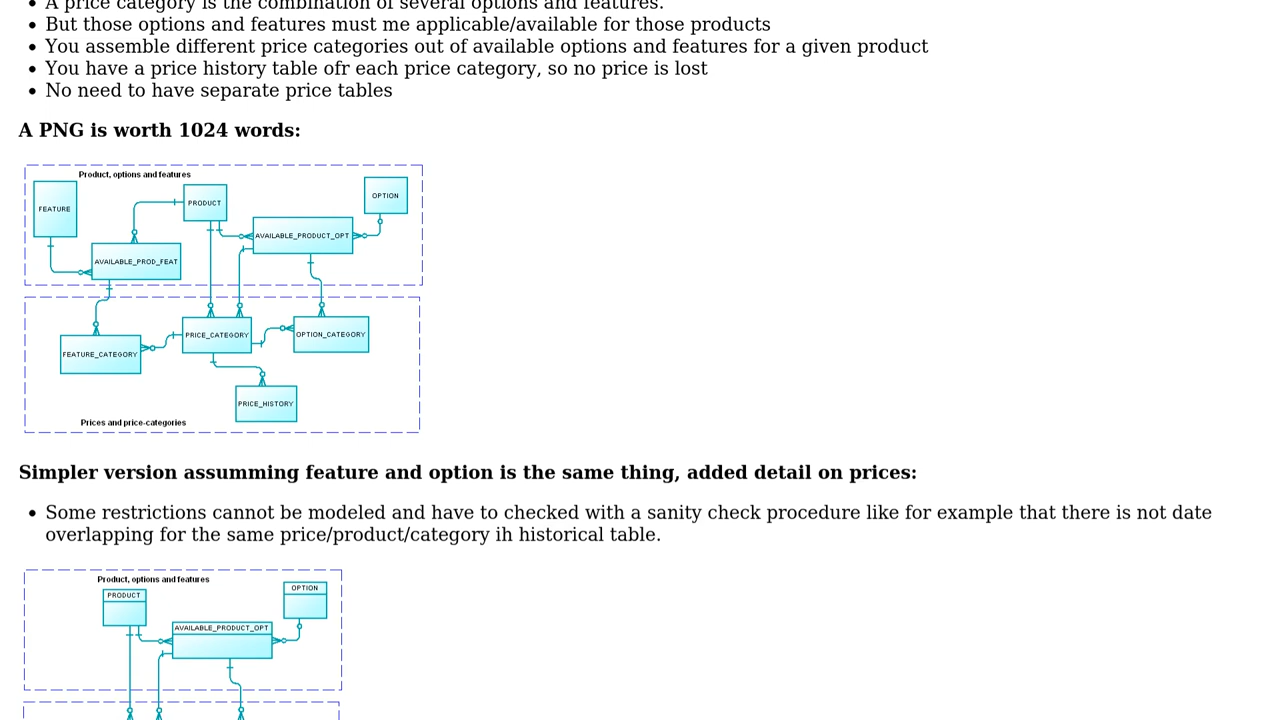 A price category is the combination of several options and features.
But those options and features must me applicable/available for those products
You assemble different price categories out of available options and features for a given product
You have a price history table ofr each price category, so no price is lost
No need to have separate price tables
A PNG is worth 1024 words:
Product, options and features
FEATURE
PRODUCT
OPTION
AVAILABLE_PRODUCT_OPT
AVAILABLE_PROD_FEAT
PRICE_CATEGORY
OPTION_CATEGORY
FEATURE_CATEGORY
PRICE_HISTORY
Prices and price-categories
Simpler version assumming feature and option is the same thing, added detail on prices:
Some restrictions cannot be modeled and have to checked with a sanity check procedure like for example that there is not date
overlapping for the same price/product/category ih historical table.
Product, options and features
PRODUCT
OPTION
AVAILABLE_PRODUCT_OPT